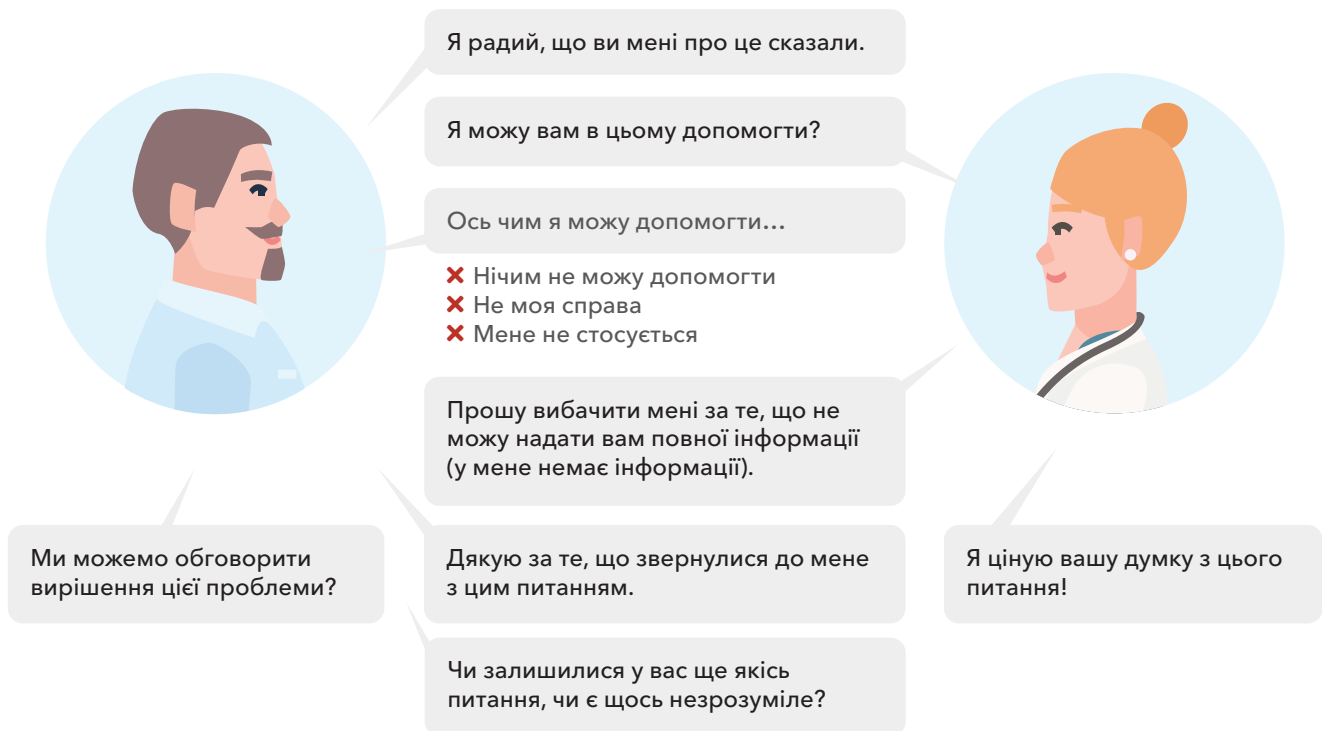 Я радий, що ви мені про це сказали.
Я можу вам в цьому допомогти?
Ось чим я можу допомогти…
Нічим не можу допомогти
Не моя справа
Мене не стосується
Прошу вибачити мені за те, що не
можу надати вам повної інформації
(у мене немає інформації).
Ми можемо обговорити
вирішення цієї проблеми?
Дякую за те, що звернулися до мене
з цим питанням.
Я ціную вашу думку з цього
питання!
Чи залишилися у вас ще якісь
питання, чи є щось незрозуміле?